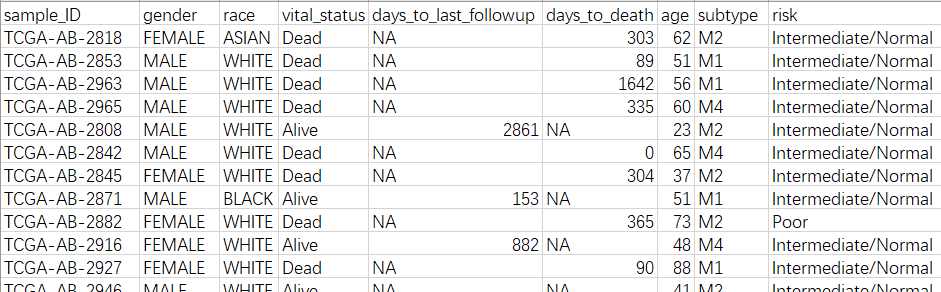 sample_ID gender race vital_status days_to_last_followup days_to_death age subtype risk
TCGA-AB-2818 FEMALE ASIAN Dead NA 303 62 M2 Intermediate/Normal
TCGA-AB-2853 MALE WHITE Dead NA 89 51 M1 Intermediate/Normal
TCGA-AB-2963 MALE WHITE Dead NA 1642 56 M1 Intermediate/Normal
TCGA-AB-2965 MALE WHITE Dead NA 335 60 M4 Intermediate/Normal
TCGA-AB-2808 MALE WHITE Alive 2861 NA 23 M2 Intermediate/Normal
TCGA-AB-2842 MALE WHITE Dead NA 0 65 M4 Intermediate/Normal
TCGA-AB-2845 FEMALE WHITE Dead NA 304 37 M2 Intermediate/Normal
TCGA-AB-2871 MALE BLACK Alive 153 NA 51 M1 Intermediate/Normal
TCGA-AB-2882 FEMALE WHITE Dead NA 365 73 M2 Poor
TCGA-AB-2916 FEMALE WHITE Alive 882 NA 48 M4 Intermediate/Normal
TCGA-AB-2927 FEMALE WHITE Dead NA 90 88 M1 Intermediate/Normal
TCGA-AB-2946 MALE WHITE Alive NA NA 41 M2 Intermediate/Normal